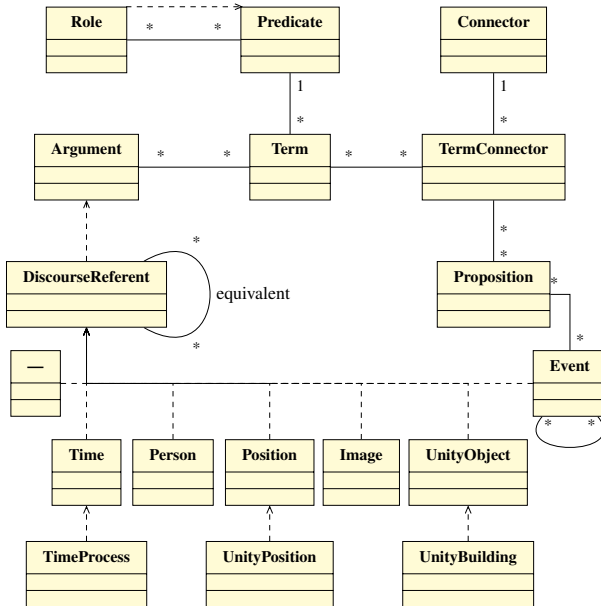 Role
Predicate
Connector
* *
1
1
*
*
Argument
Term
TermConnector
* *
* *
*
*
*
DiscourseReferent
Proposition
*
equivalent
*
*
—
Event
* *
Time
Person
Position
Image
UnityObject
TimeProcess
UnityPosition
UnityBuilding